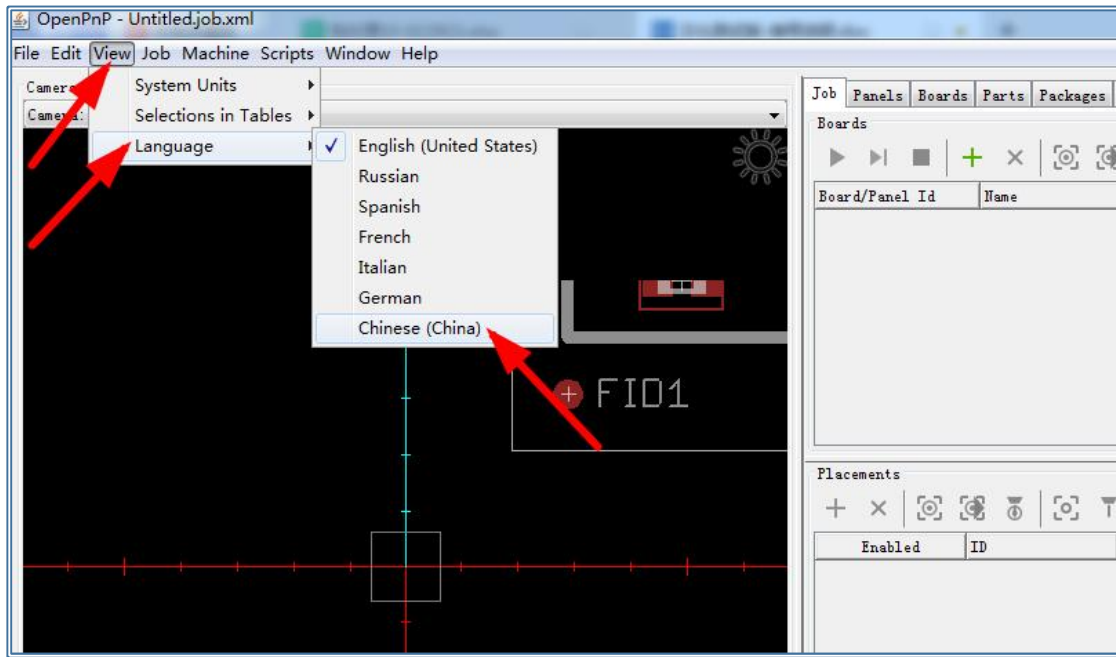 OpenPnP - Untitled.job.xml
File Edit View Job Machine Scripts Window Help
System Units
Selections in Tables
Language
English (United States)
Russian
Spanish
French
Italian
German
Chinese (China)
FID1
Job Panels Boards Parts Packages
Boards
Board/Panel Id Name
Placements
Enabled ID